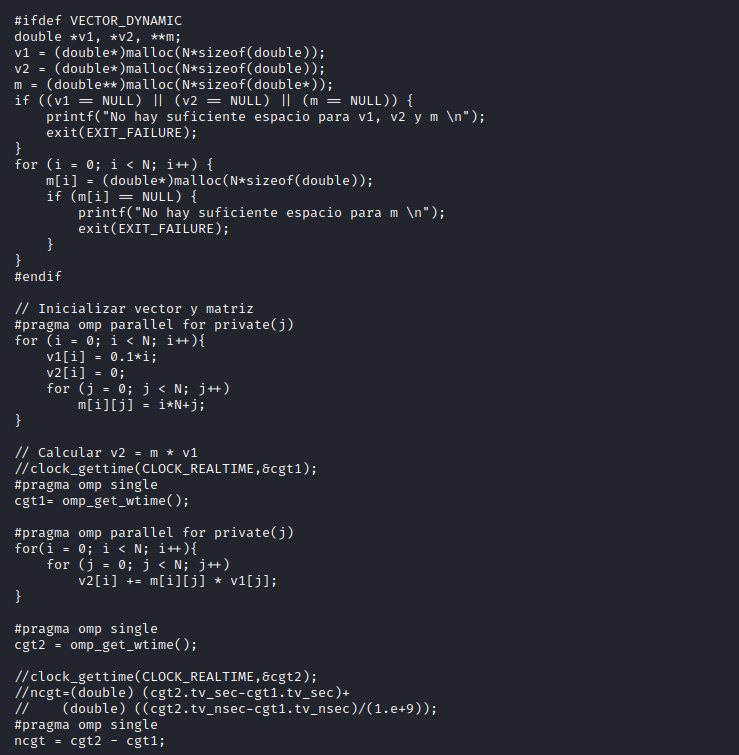 #ifdef VECTOR_DYNAMIC
double *v1, *v2, **m;
v1 = (double*)malloc(N*sizeof(double));
v2 = (double*)malloc(N*sizeof(double));
m = (double**)malloc(N*sizeof(double*));
if ((v1 == NULL) || (v2 == NULL) || (m == NULL)) {
    printf("No hay suficiente espacio para v1, v2 y m \n");
    exit(EXIT_FAILURE);
}
for (i = 0; i < N; i++) {
    m[i] = (double*)malloc(N*sizeof(double));
    if (m[i] == NULL) {
        printf("No hay suficiente espacio para m \n");
        exit(EXIT_FAILURE);
    }
}
#endif

// Inicializar vector y matriz
#pragma omp parallel for private(j)
for (i = 0; i < N; i++){
    v1[i] = 0.1*i;
    v2[i] = 0;
    for (j = 0; j < N; j++)
        m[i][j] = i*N+j;
}

// Calcular v2 = m * v1
//clock_gettime(CLOCK_REALTIME,&cgt1);
#pragma omp single
cgt1= omp_get_wtime();

#pragma omp parallel for private(j)
for(i = 0; i < N; i++){
    for (j = 0; j < N; j++)
        v2[i] += m[i][j] * v1[j];
}

#pragma omp single
cgt2 = omp_get_wtime();

//clock_gettime(CLOCK_REALTIME,&cgt2);
//ncgt=(double) (cgt2.tv_sec-cgt1.tv_sec)+
//    (double) ((cgt2.tv_nsec-cgt1.tv_nsec)/(1.e+9));
#pragma omp single
ncgt = cgt2 - cgt1;